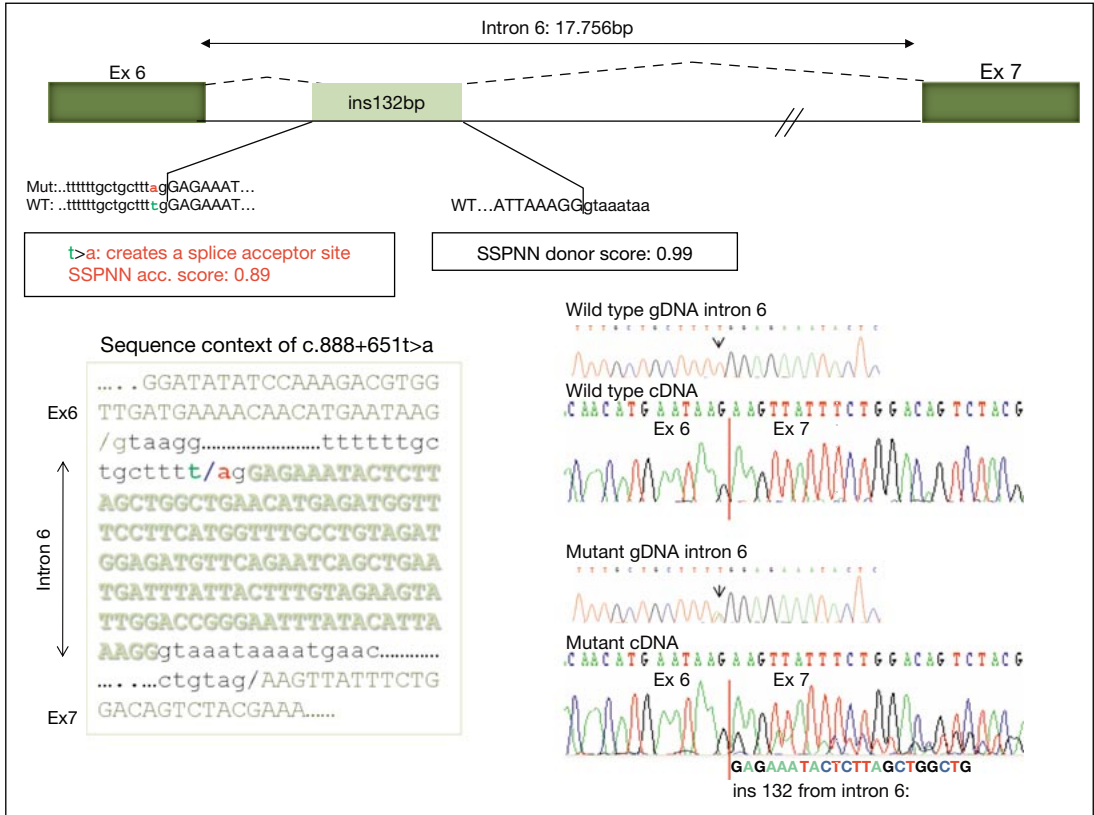 Intron 6: 17.756bp
Ex 6
Ex 7
ins132bp
Mut:..ttttttgctgctttagGAGAAAT...
WT: ..ttttttgctgcttttgGAGAAAT...
WT...ATTAAAGGgtaaataa
t>a: creates a splice acceptor site
SSPNN acc. score: 0.89
SSPNN donor score: 0.99
Sequence context of c.888+651t>a
..... GGATATATCCAAAGACGTGG
Ex6
TTGATGAAAACAACATGAATAAG
/gtaagg......................ttttttgc
tgctttt/agGAGAAATACTCTT
AGCTGGCTGAACATGAGATGGTT
TCCTTCATGGTTTGCCTGTAGAT
GGAGATGTTCAGAATCAGCTGAA
TGATTTATTACTTTGTAGAAGTAT
TTGGACCGGGAATTTATACATTA
AAGGgtaaataaaatgaac............
Intron 6
.......ctgtag/AAGTTATTTCTG
Ex7
GACAGTCTACGAAA......
Wild type gDNA intron 6
T T T G C T G C T T T T G G A G A A A T A C T C
Wild type cDNA
CAACATGAATAAGAAGTTATTTCTGGACAGTCTACG
Ex 6
Ex 7
Mutant gDNA intron 6
T T T G C T G C T T T T G G A G A A A T A C T C
Mutant cDNA
CAACATGAATAAGAAGTTATTTCTGGACAGTCTACG
Ex 6
Ex 7
GAGAAATACTCTTAGCTGGCTG
ins 132 from intron 6: